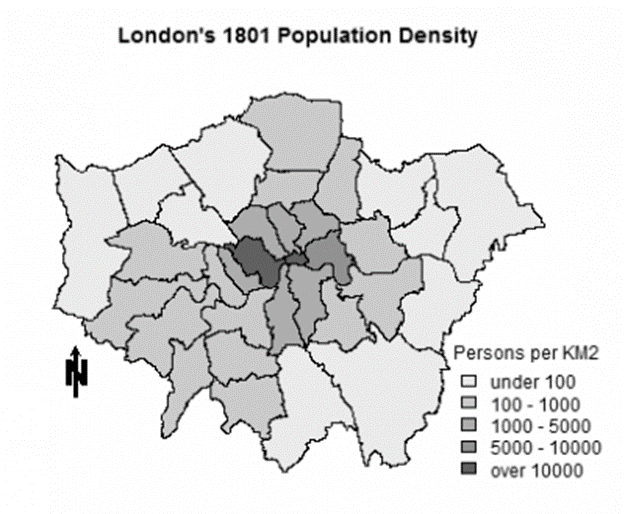 London's 1801 Population Density
N
Persons per KM2
under 100
100 - 1000
1000 - 5000
5000 - 10000
over 10000